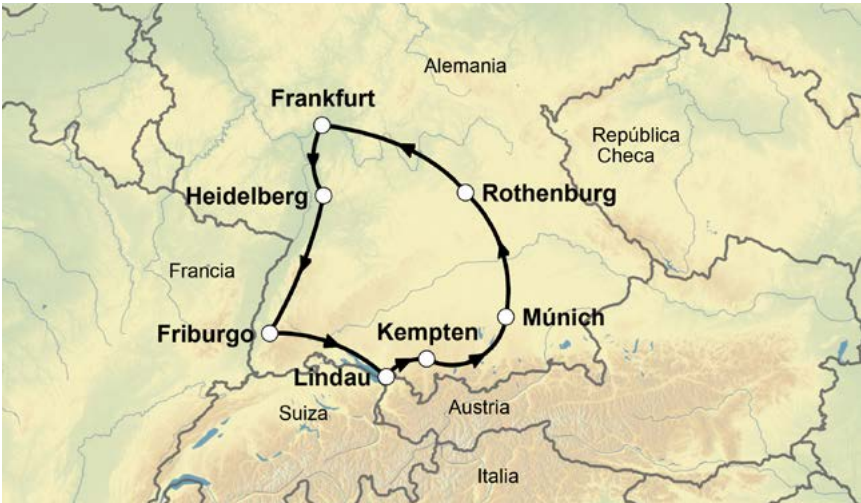 Alemania
Frankfurt
República
Checa
Heidelberg
Rothenburg
Francia
Múnich
Friburgo
Kempten
Lindau
Suiza
Austria
Italia